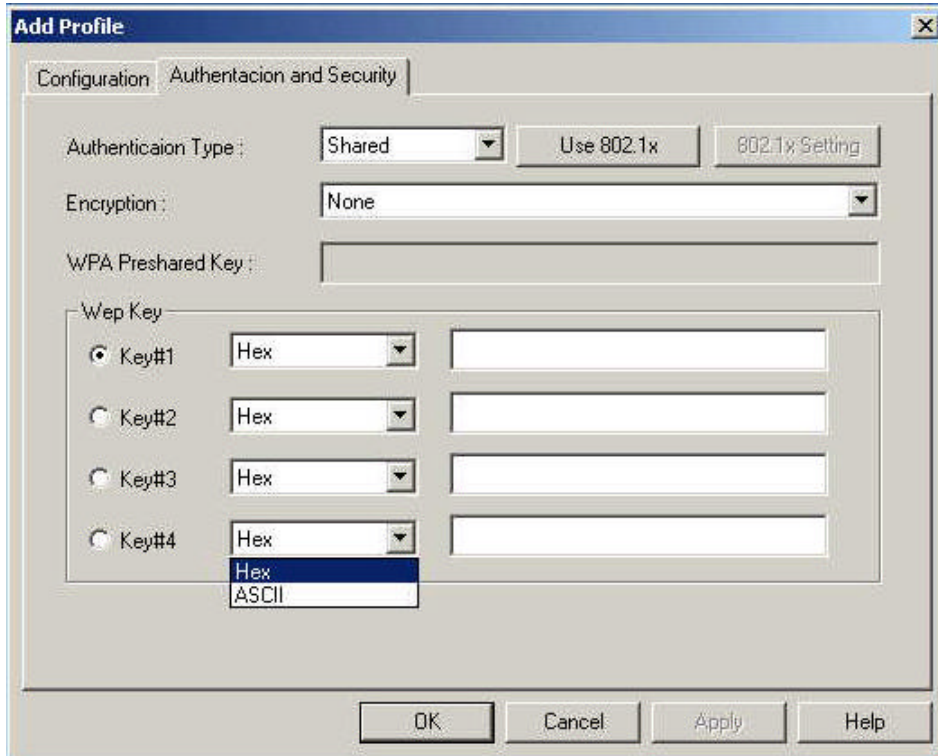 Add Profile
Configuration Authentacion and Security
Authenticaion Type : Shared Use 802.1x 802.1x Setting
Encryption : None
WPA Preshared Key :
Wep Key
Key#1 Hex
Key#2 Hex
Key#3 Hex
Key#4 Hex
Hex
ASCII
OK Cancel Apply Help